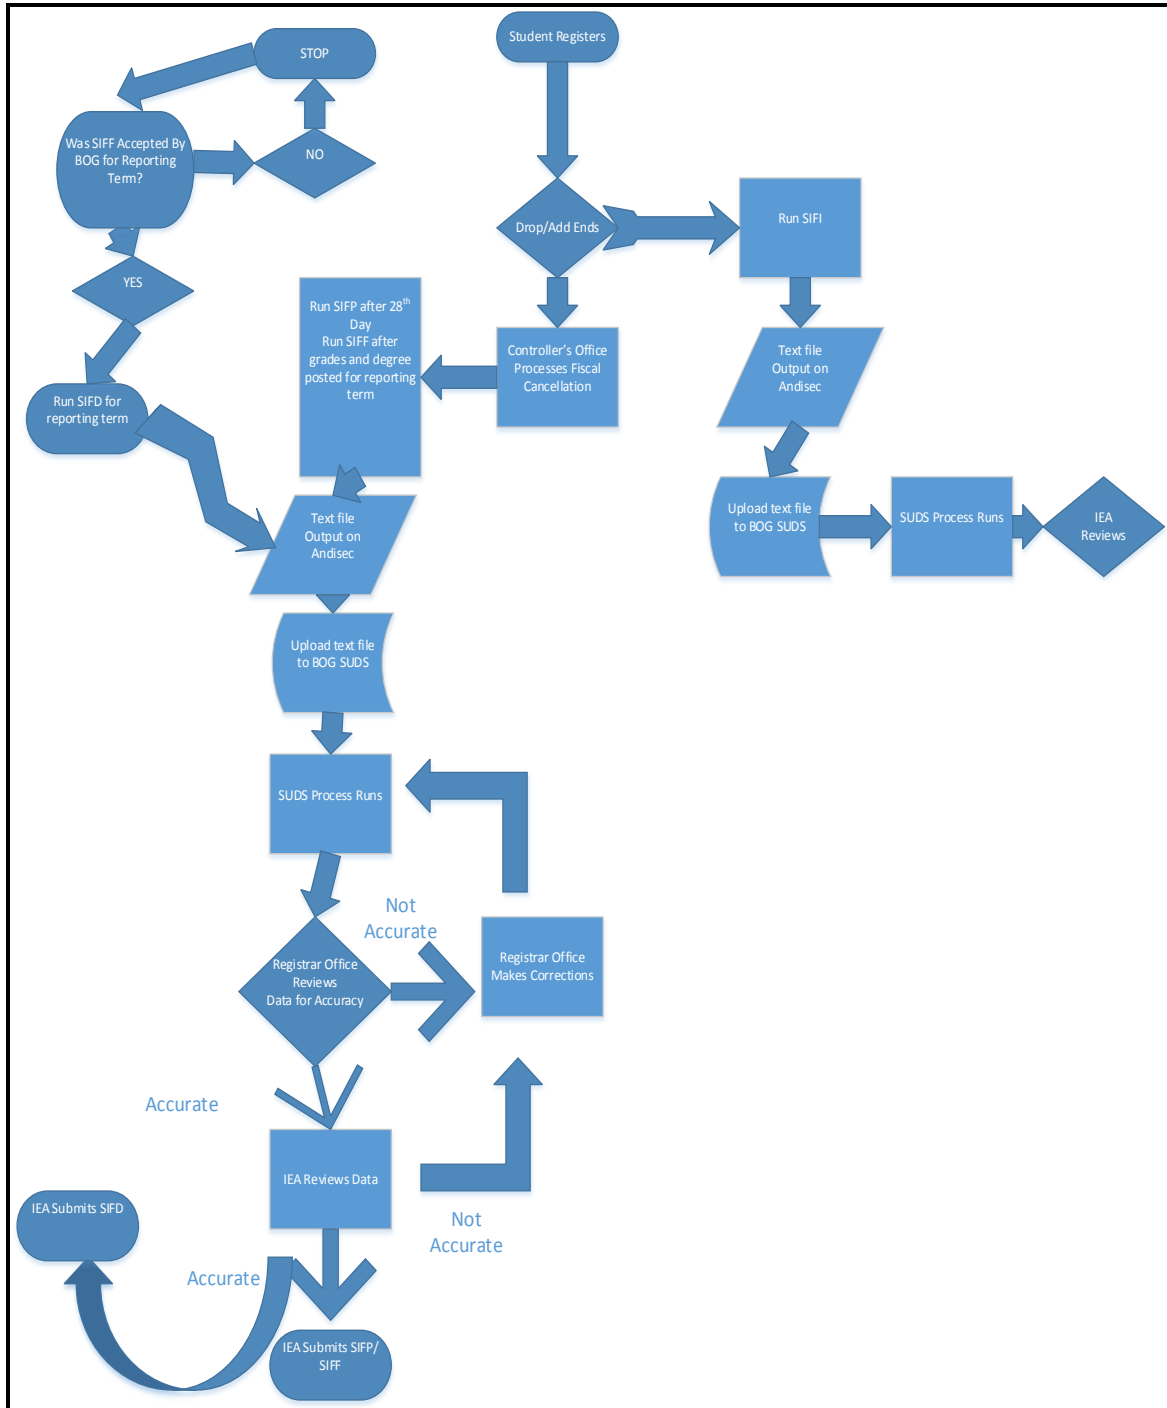 Student Registers
STOP
Was SIFF Accepted By
BOG for Reporting
Term?
NO
Drop/Add Ends
Run SIFI
YES
Run SIFP after 28th
Day
Run SIFF after
grades and degree
posted for reporting
term
Controller's Office
Processes Fiscal
Cancellation
Text file
Output on
Andisec
Run SIFD for
reporting term
Upload text file
to BOG SUDS
SUDS Process Runs
IEA
Reviews
Text file
Output on
Andisec
Upload text file
to BOG SUDS
SUDS Process Runs
Not
Accurate
Registrar Office
Reviews
Data for Accuracy
Registrar Office
Makes Corrections
Accurate
IEA Reviews Data
Not
Accurate
IEA Submits SIFD
Accurate
IEA Submits SIFP/
SIFF